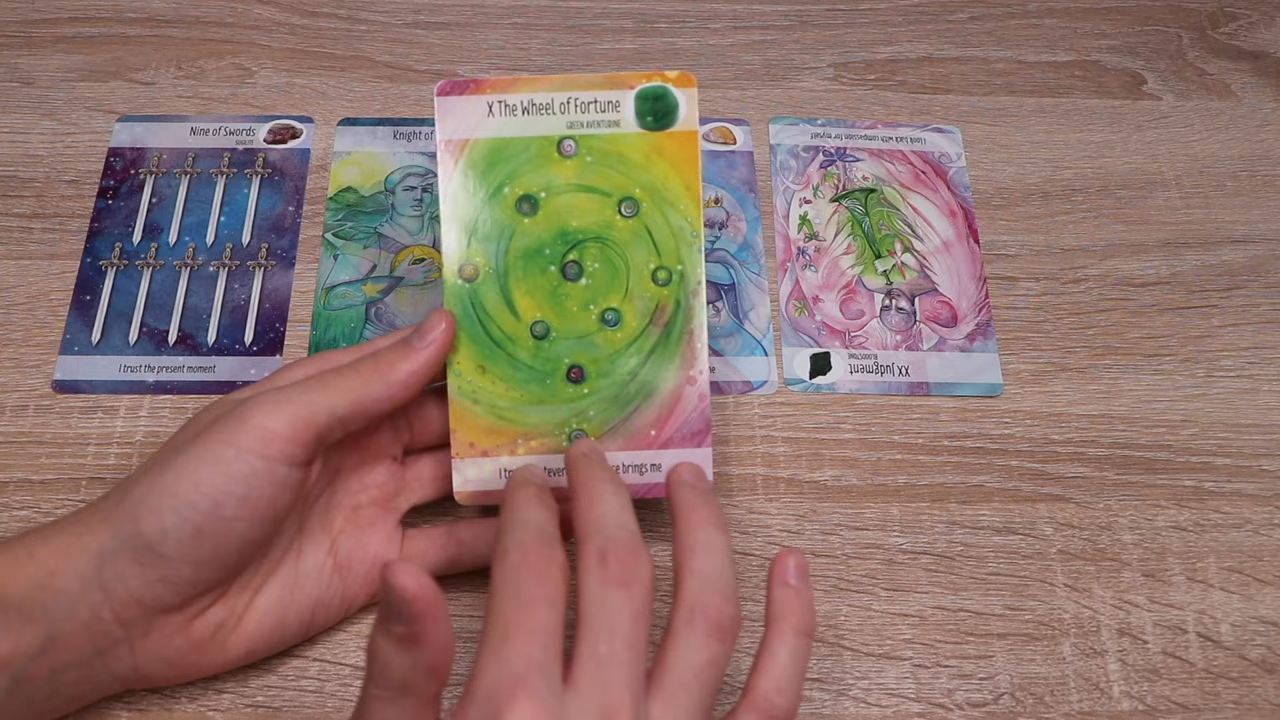 Nine of Swords
SUGILITE
I trust the present moment
Knight of
X The Wheel of Fortune
GREEN AVENTURINE
I brings me
I look back with compassion for myself
XX Judgment
BLOODSTONE